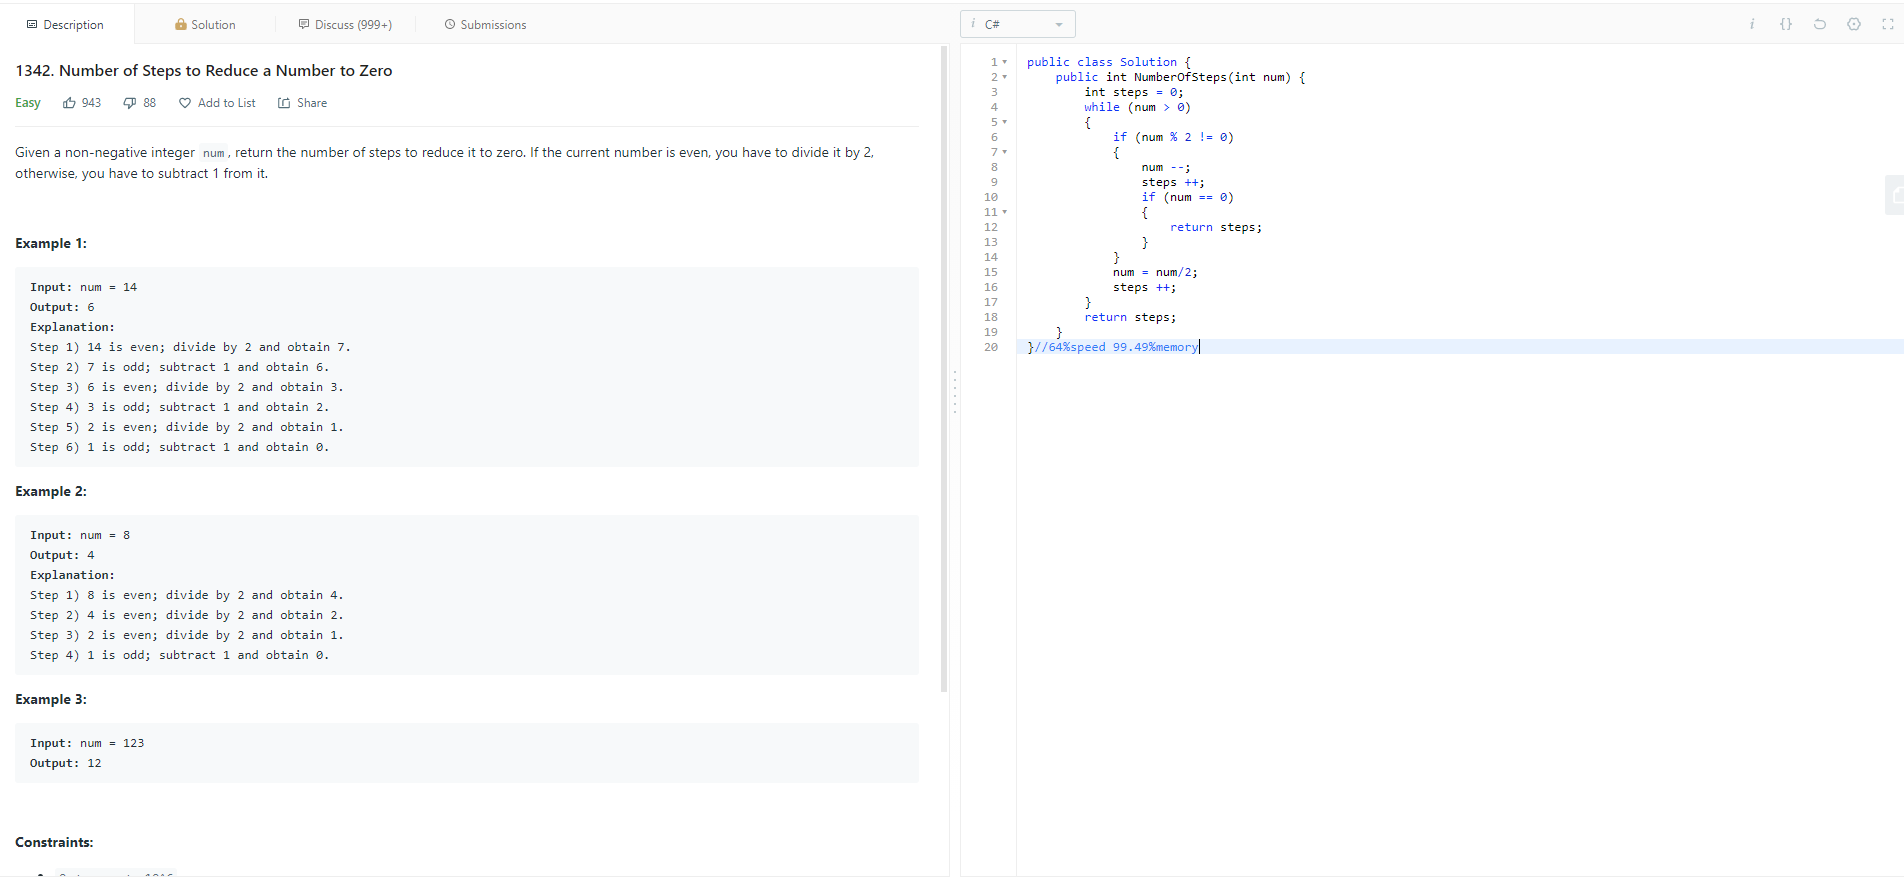 Description Solution Discuss (999+) Submissions
1342. Number of Steps to Reduce a Number to Zero
Easy 943 88 Add to List Share
Given a non-negative integer num, return the number of steps to reduce it to zero. If the current number is even, you have to divide it by 2,
otherwise, you have to subtract 1 from it.
Example 1:
Input: num = 14
Output: 6
Explanation:
Step 1) 14 is even; divide by 2 and obtain 7.
Step 2) 7 is odd; subtract 1 and obtain 6.
Step 3) 6 is even; divide by 2 and obtain 3.
Step 4) 3 is odd; subtract 1 and obtain 2.
Step 5) 2 is even; divide by 2 and obtain 1.
Step 6) 1 is odd; subtract 1 and obtain 0.
Example 2:
Input: num = 8
Output: 4
Explanation:
Step 1) 8 is even; divide by 2 and obtain 4.
Step 2) 4 is even; divide by 2 and obtain 2.
Step 3) 2 is even; divide by 2 and obtain 1.
Step 4) 1 is odd; subtract 1 and obtain 0.
Example 3:
Input: num = 123
Output: 12
Constraints:
i C# i {}
1 public class Solution {
2 public int NumberOfSteps(int num) {
3 int steps = 0;
4 while (num > 0)
5 {
6 if (num % 2 != 0)
7 {
8 num --;
9 steps ++;
10 if (num == 0)
11 {
12 return steps;
13 }
14 }
15 num = num/2;
16 steps ++;
17 }
18 return steps;
19 }
20 }//64%speed 99.49%memory